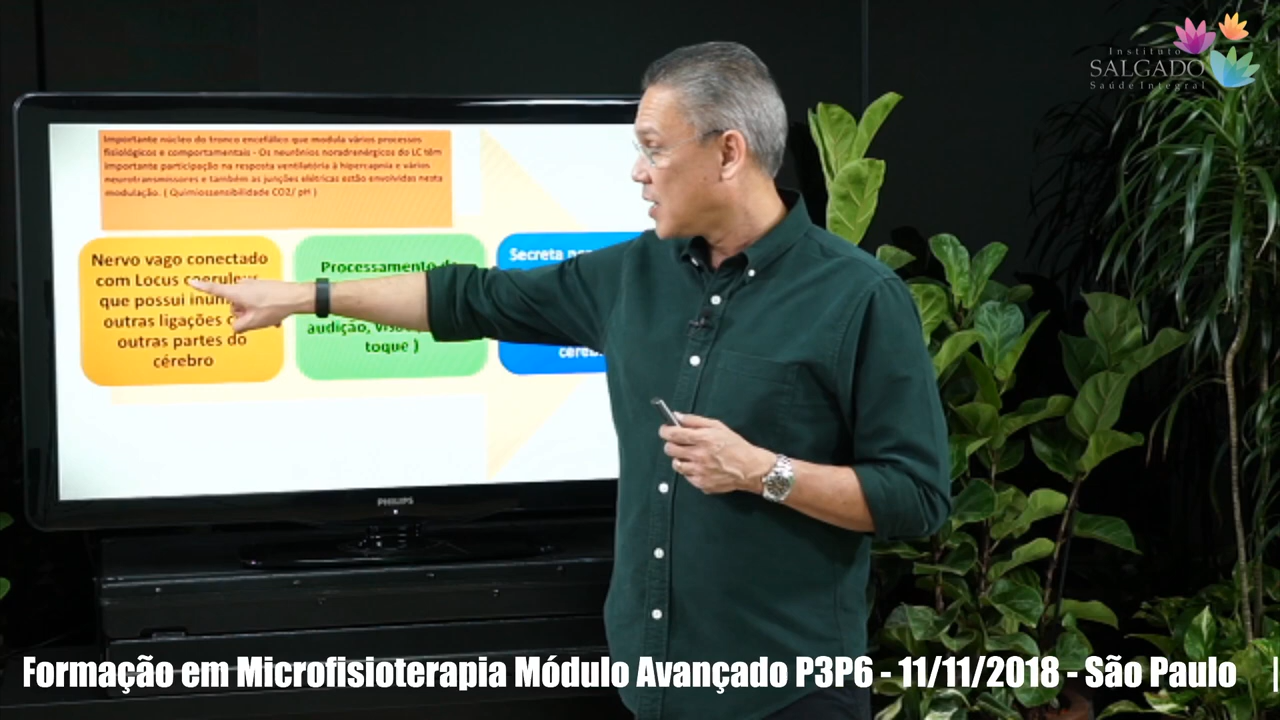 Instituto
SALGADO
Saúde Integral
Importante núcleo do tronco encefálico que modula vários processos
fisiológicos e comportamentais - Os neurônios noradrenérgicos do LC têm
importante participação na resposta ventilatória à hipercapnia e vários
neurotransmissores e também as junções elétricas estão envolvidas nesta
modulação. ( Quimiossensibilidade CO2/ pH )
Nervo vago conectado
com Locus coeruleus
que possui
outras ligações
outras partes do
cérebro
Processamento
audição,
toque )
Secreta
PHILIPS
Formação em Microfisioterapia Módulo Avançado P3P6 - 11/11/2018 - São Paulo